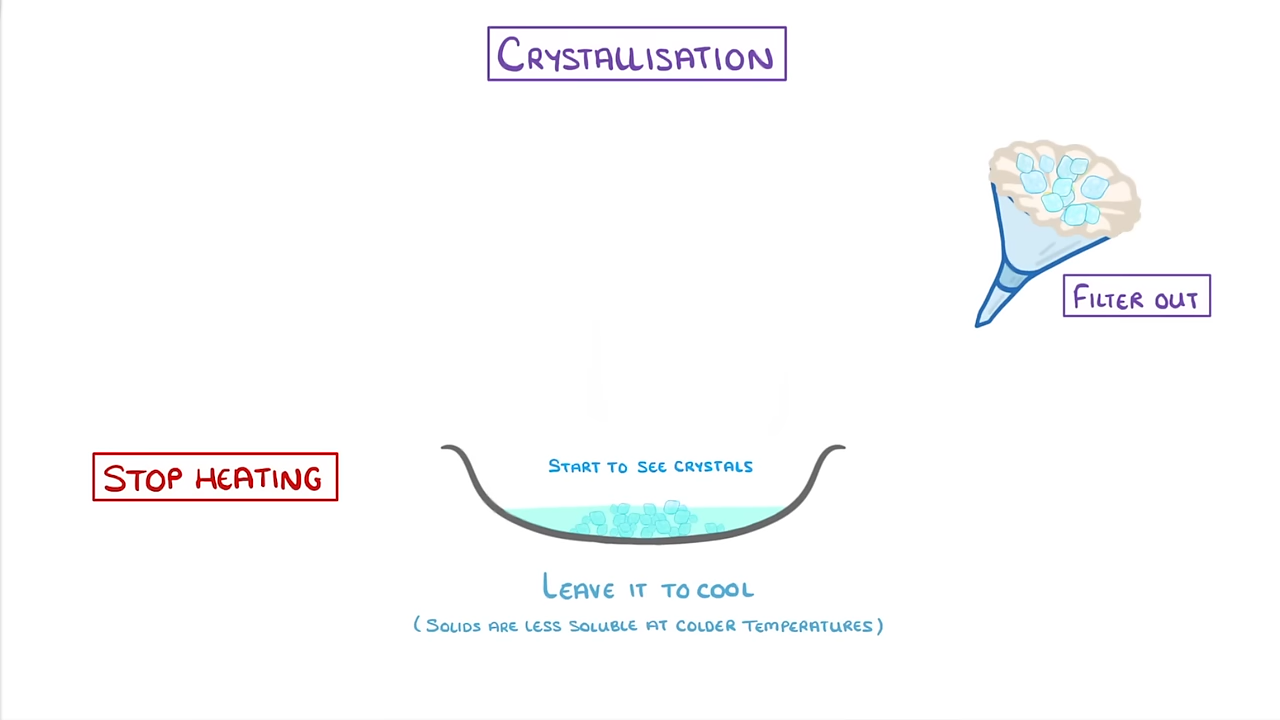 CRYSTALLISATION
FILTER OUT
STOP HEATING
START TO SEE CRYSTALS
LEAVE IT TO COOL
(SOLIDS ARE LESS SOLUBLE AT COLDER TEMPERATURES)